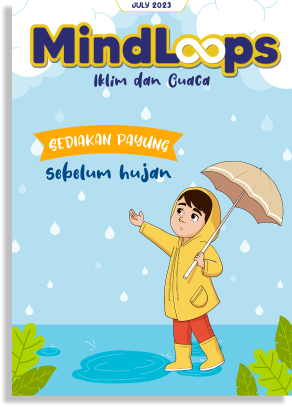 JULY 2023
MindLoops
Iklim dan Cuaca
SEDIAKAN PAYUNG
sebelum hujan